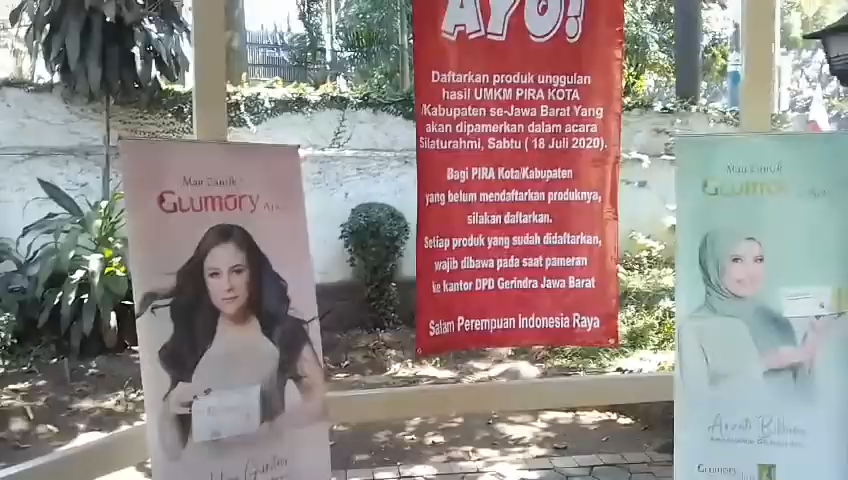 AYO!
Daftarkan produk unggulan
hasil UMKM PIRA KOTA
/Kabupaten se-Jawa Barat Yang
akan dipamerkan dalam acara
Silaturahmi, Sabtu ( 18 Juli 2020).
Bagi PIRA Kota/Kabupaten
yang belum mendaftarkan produknya,
silakan daftarkan.
Setiap produk yang sudah didaftarkan,
wajib dibawa pada saat pameran
ke kantor DPD Gerindra Jawa Barat
Salam Perempuan Indonesia Raya
Mau Cantik
GLUMORY
Mau Cantik
GLUMORY
GLUMORY